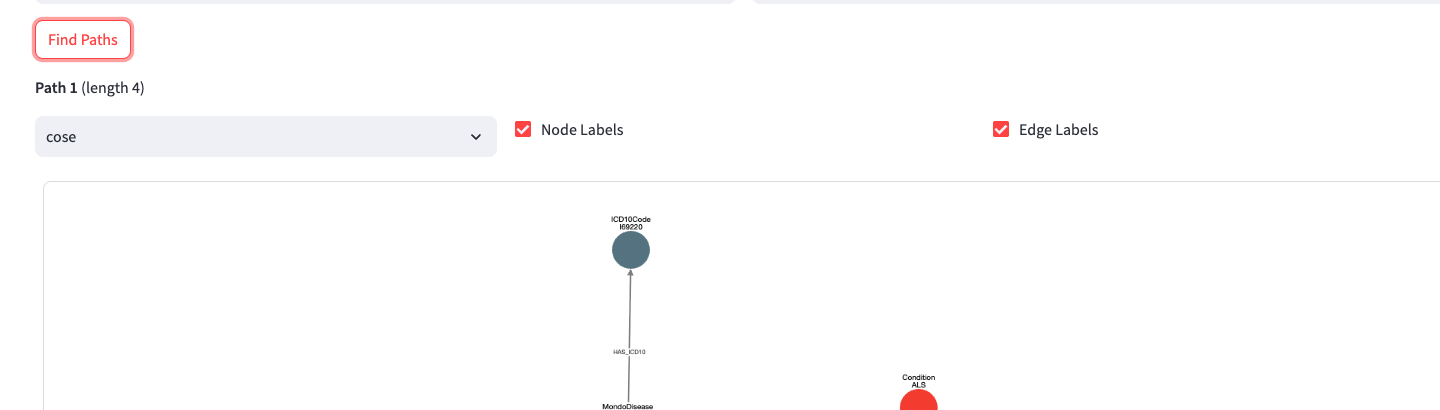 Find Paths
Path 1 (length 4)
cose
Node Labels
Edge Labels
ICD10Code
I69220
HAS_ICD10
Condition
ALS
MondoDisease